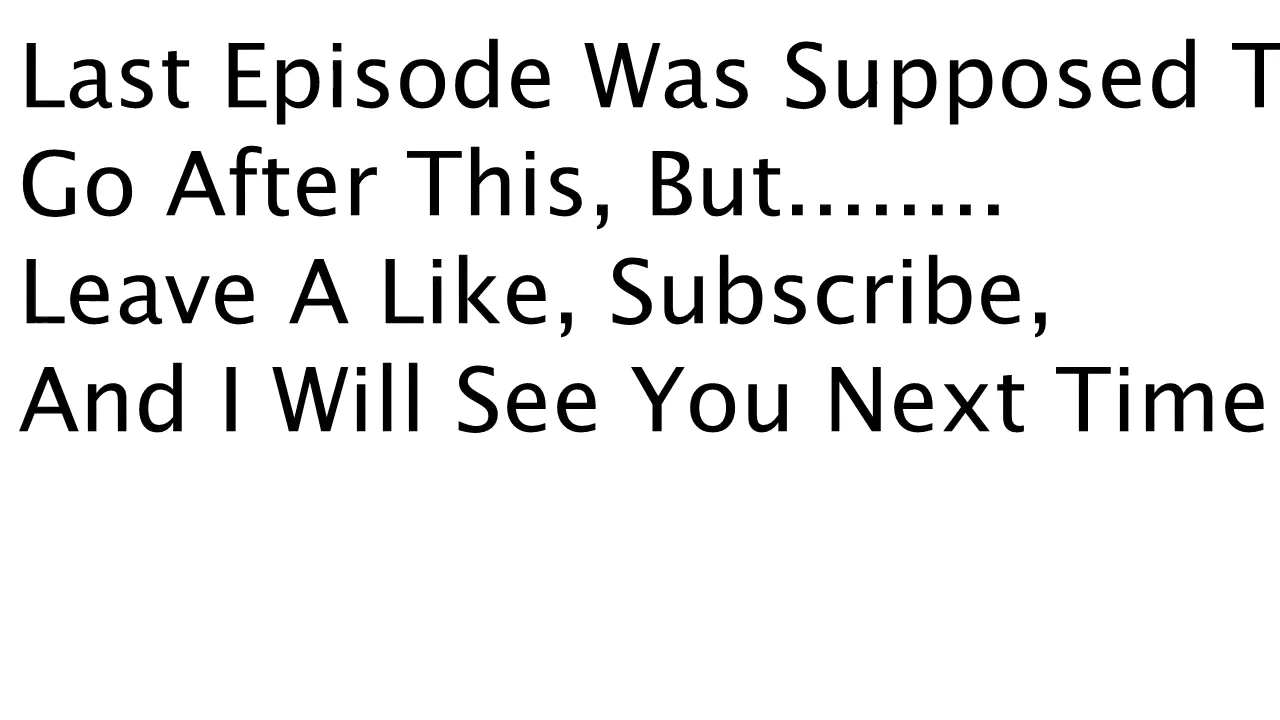 Last Episode Was Supposed T
Go After This, But........
Leave A Like, Subscribe,
And I Will See You Next Time